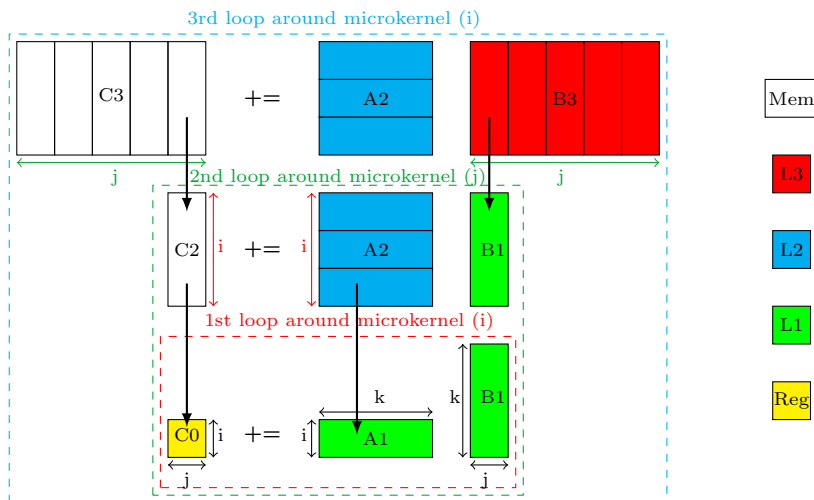 3rd loop around microkernel (i)
C3 += A2 B3 Mem
j j
L3
2nd loop around microkernel (j)
C2 i += i A2 B1 L2
1st loop around microkernel (i)
L1
k k B1
C0 i += i A1 Reg
j j